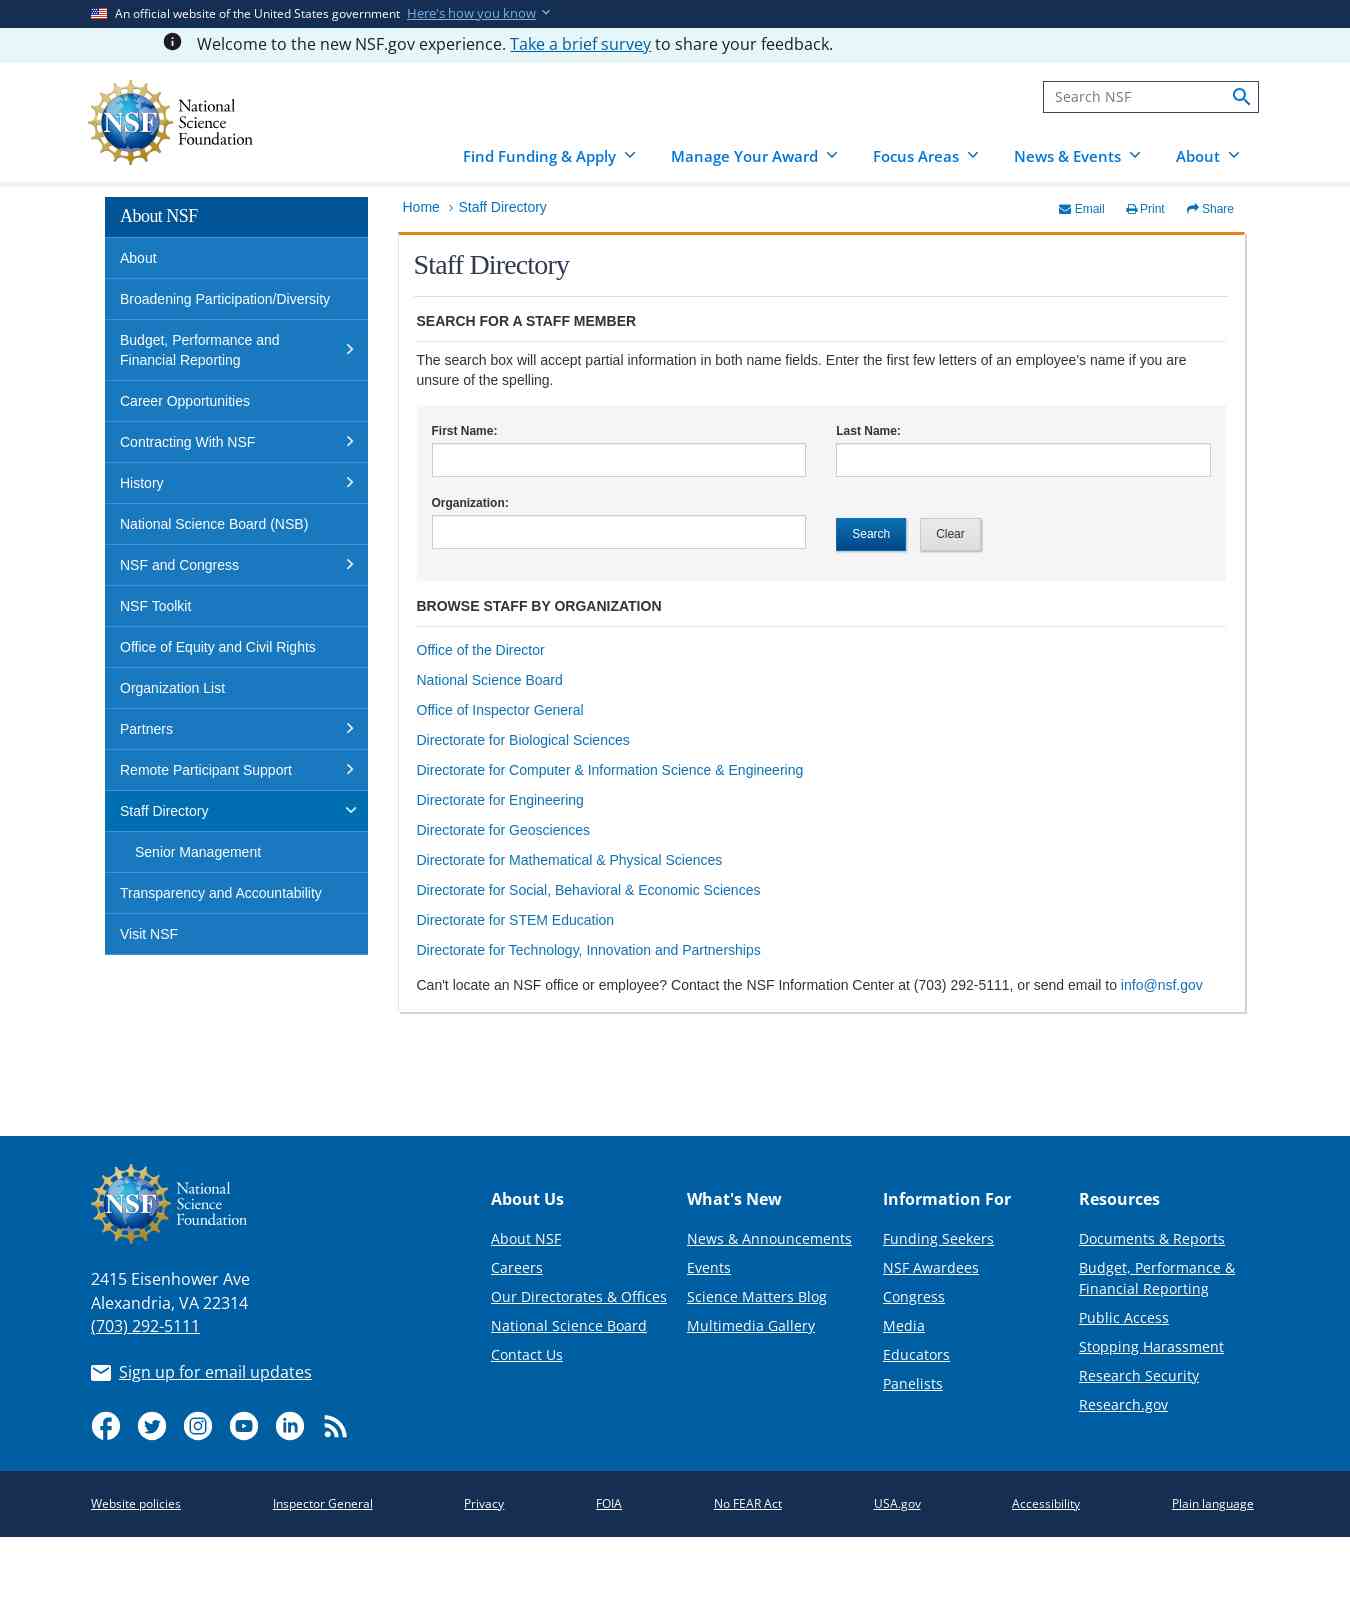 An official website of the United States government Here's how you know
Welcome to the new NSF.gov experience. Take a brief survey to share your feedback.
NSF
National
Science
Foundation
Search NSF
Find Funding & Apply
Manage Your Award
Focus Areas
News & Events
About
About NSF
About
Broadening Participation/Diversity
Budget, Performance and
Financial Reporting
Career Opportunities
Contracting With NSF
History
National Science Board (NSB)
NSF and Congress
NSF Toolkit
Office of Equity and Civil Rights
Organization List
Partners
Remote Participant Support
Staff Directory
Senior Management
Transparency and Accountability
Visit NSF
Home › Staff Directory
Email
Print
Share
Staff Directory
SEARCH FOR A STAFF MEMBER
The search box will accept partial information in both name fields. Enter the first few letters of an employee's name if you are
unsure of the spelling.
First Name:
Last Name:
Organization:
Search
Clear
BROWSE STAFF BY ORGANIZATION
Office of the Director
National Science Board
Office of Inspector General
Directorate for Biological Sciences
Directorate for Computer & Information Science & Engineering
Directorate for Engineering
Directorate for Geosciences
Directorate for Mathematical & Physical Sciences
Directorate for Social, Behavioral & Economic Sciences
Directorate for STEM Education
Directorate for Technology, Innovation and Partnerships
Can't locate an NSF office or employee? Contact the NSF Information Center at (703) 292-5111, or send email to info@nsf.gov
NSF
National
Science
Foundation
2415 Eisenhower Ave
Alexandria, VA 22314
(703) 292-5111
Sign up for email updates
About Us
About NSF
Careers
Our Directorates & Offices
National Science Board
Contact Us
What's New
News & Announcements
Events
Science Matters Blog
Multimedia Gallery
Information For
Funding Seekers
NSF Awardees
Congress
Media
Educators
Panelists
Resources
Documents & Reports
Budget, Performance &
Financial Reporting
Public Access
Stopping Harassment
Research Security
Research.gov
Website policies
Inspector General
Privacy
FOIA
No FEAR Act
USA.gov
Accessibility
Plain language